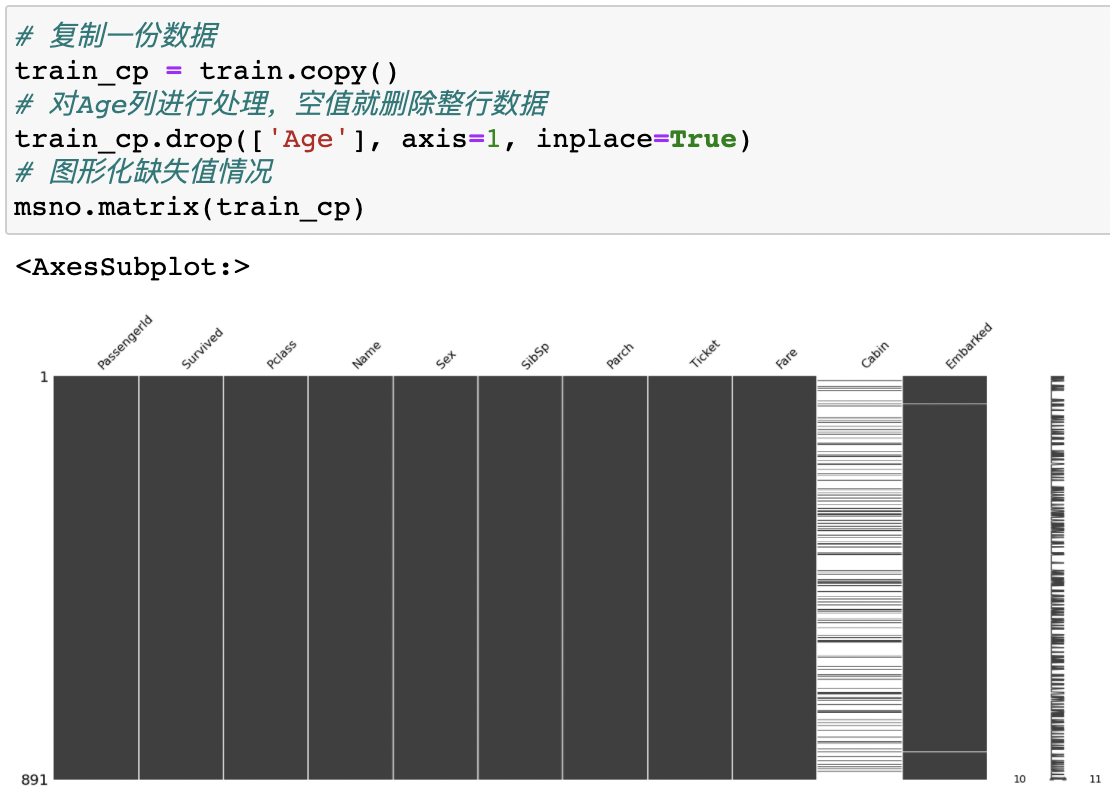 # 复制一份数据
train_cp = train.copy()
# 对Age列进行处理，空值就删除整行数据
train_cp.drop(['Age'], axis=1, inplace=True)
# 图形化缺失值情况
msno.matrix(train_cp)
<AxesSubplot:>
PassengerId Survived Pclass Name Sex SibSp Parch Ticket Fare Cabin Embarked
1
891
10 11